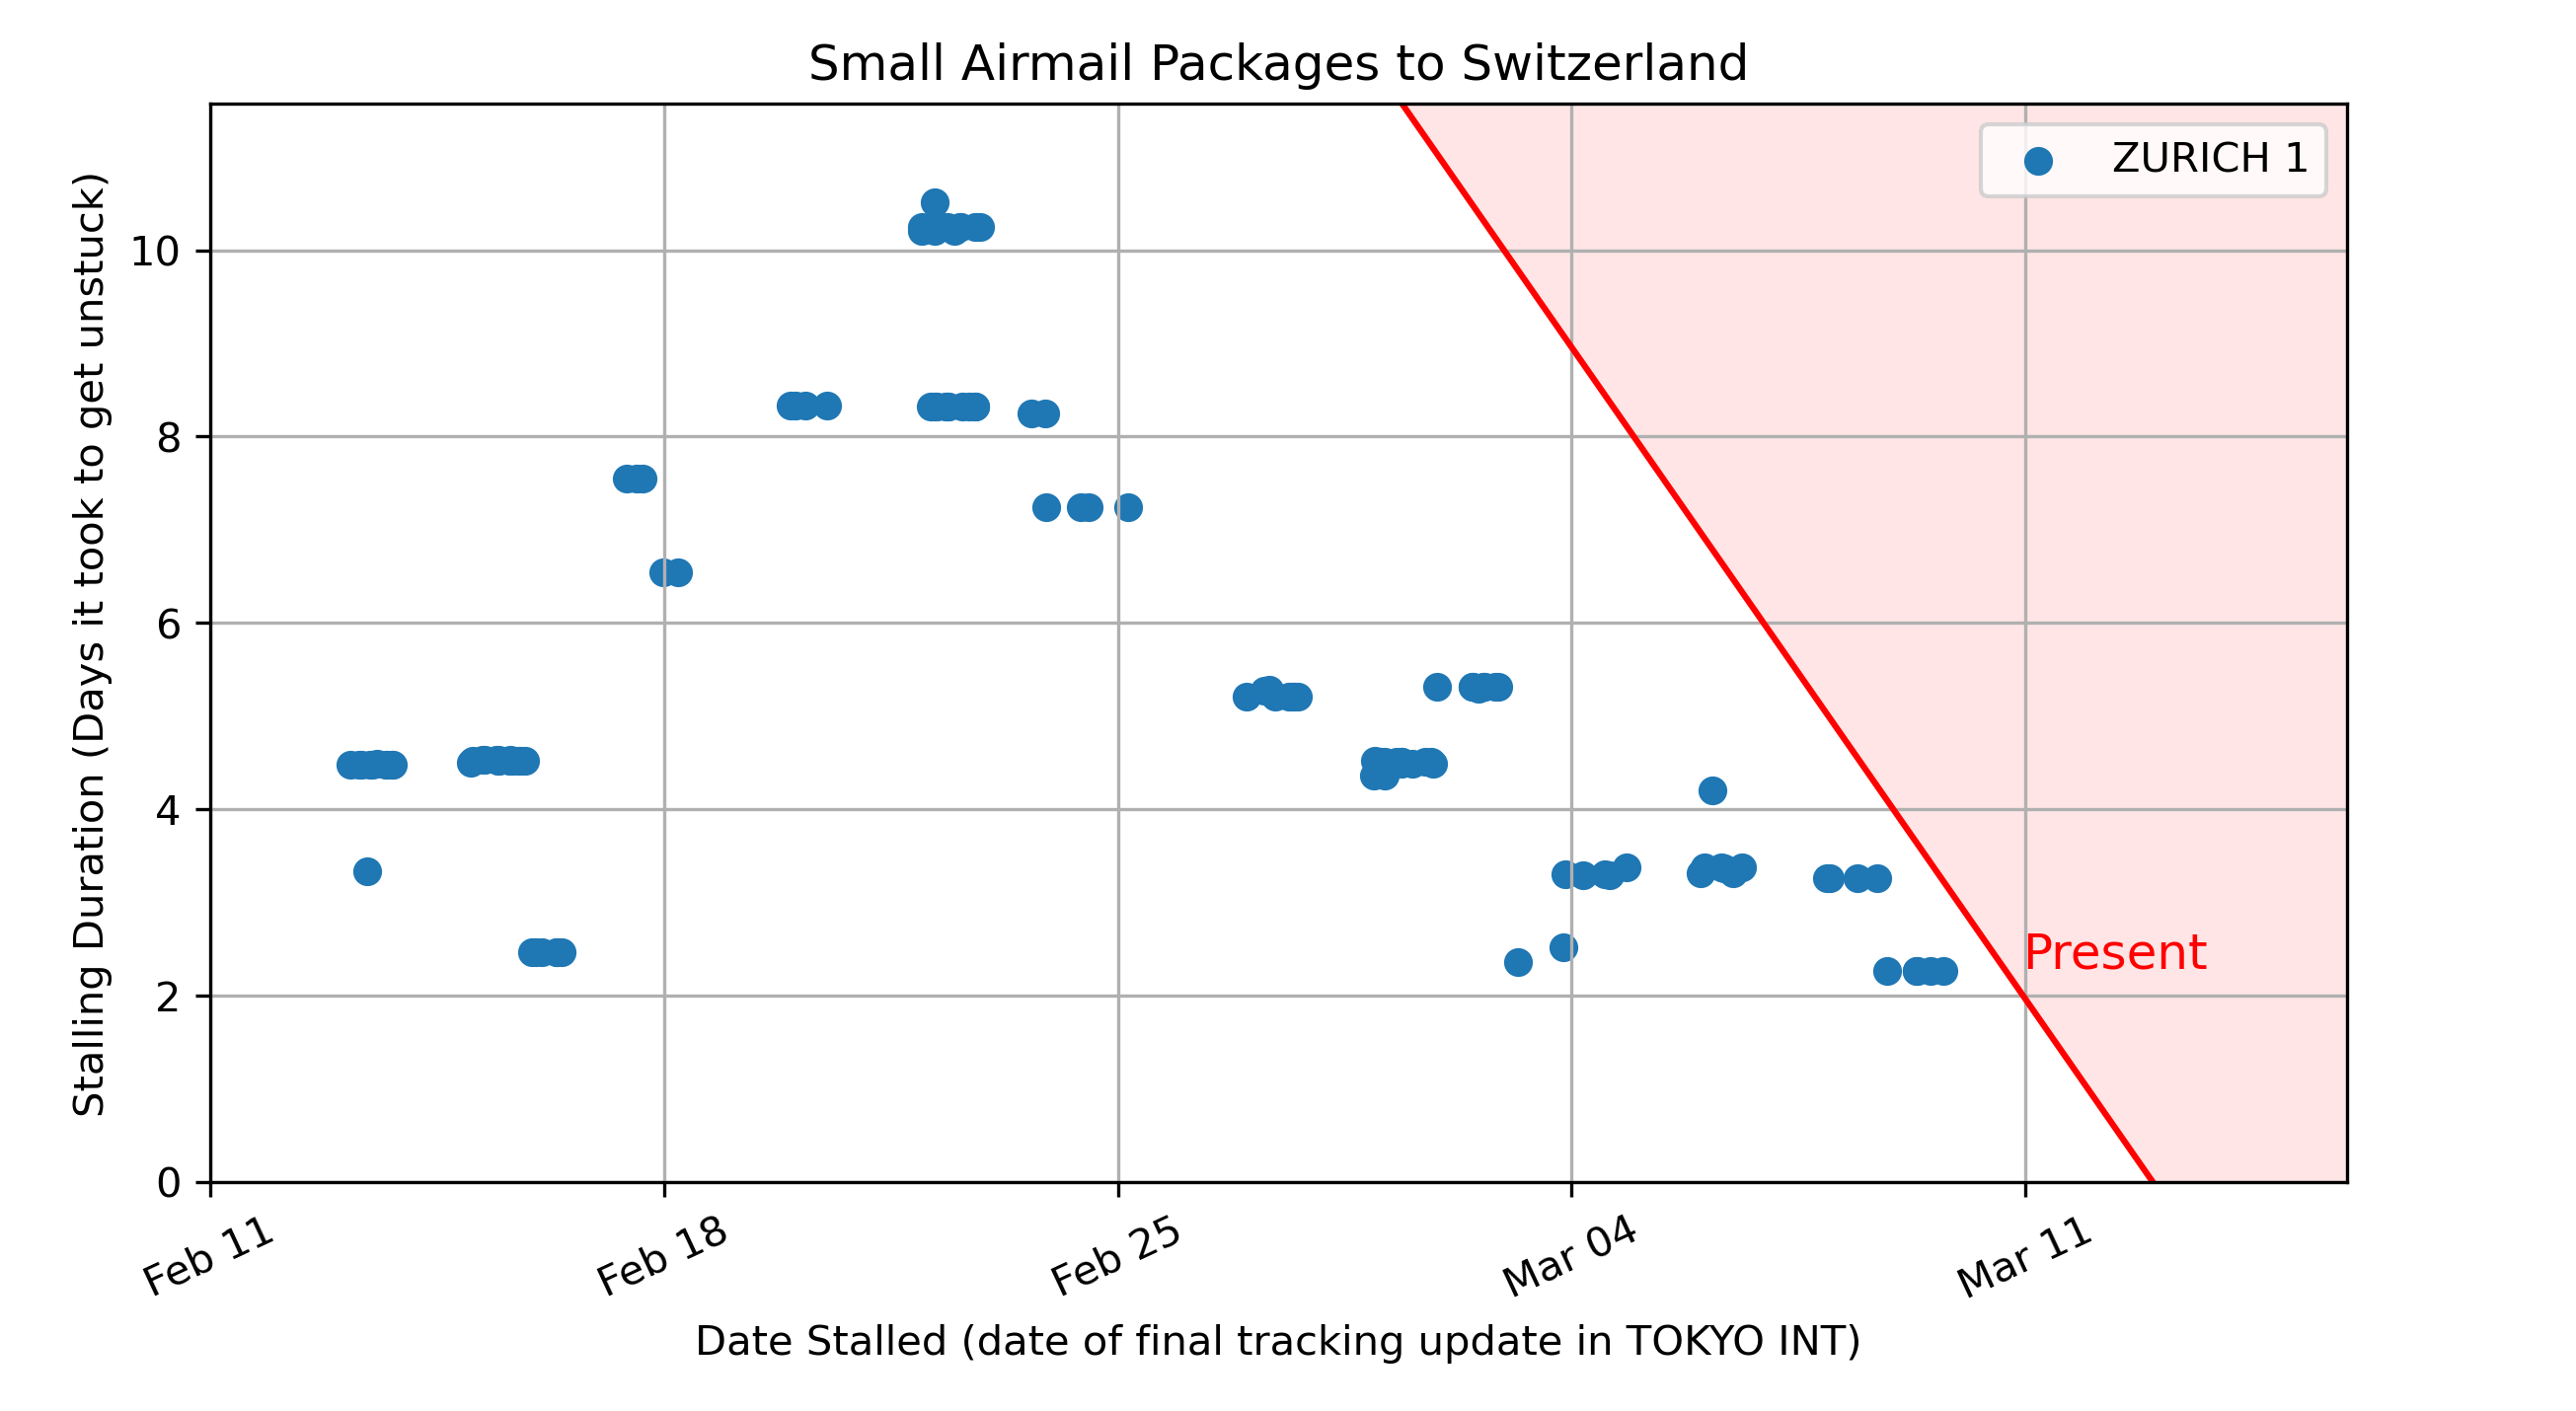 Small Airmail Packages to Switzerland
ZURICH 1
Stalling Duration (Days it took to get unstuck)
10
8
6
4
2
0
Present
Feb 11
Feb 18
Feb 25
Mar 04
Mar 11
Date Stalled (date of final tracking update in TOKYO INT)